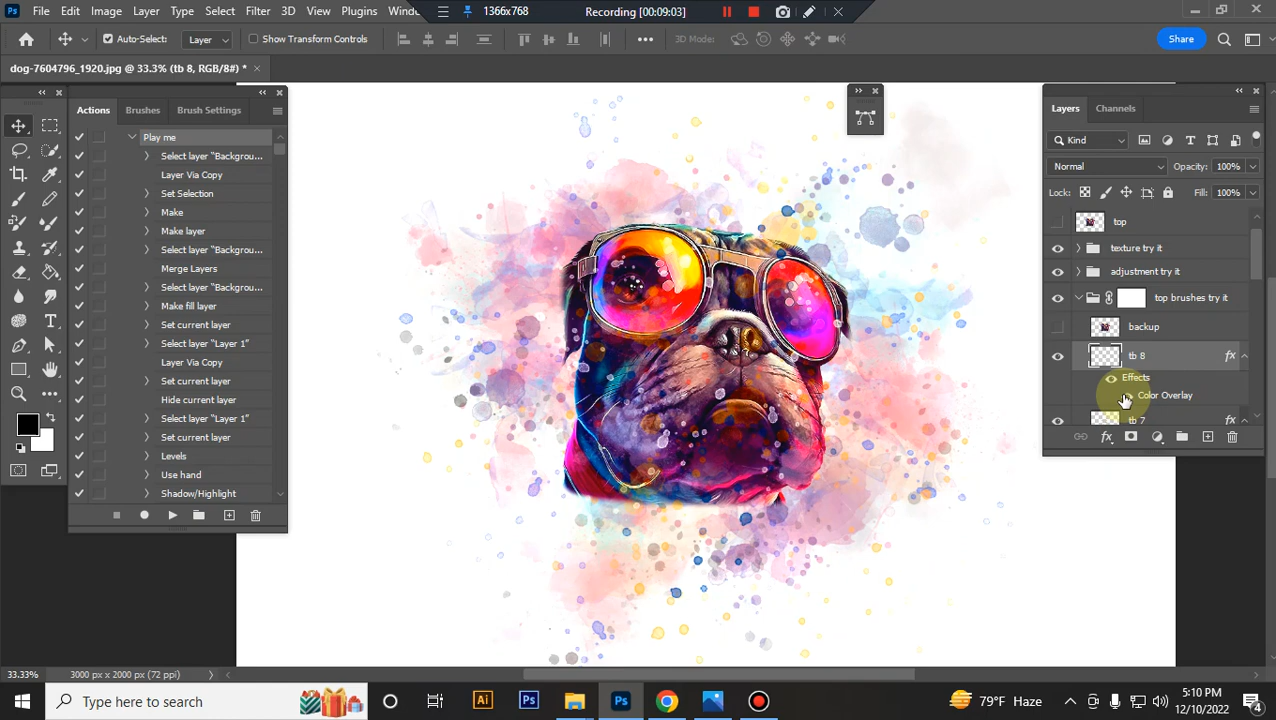 File Edit Image Layer Type Select Filter 3D View Plugins Windo
1366x768 Recording [00:09:03]
Auto-Select: Layer Show Transform Controls 3D Mode: Share
dog-7604796_1920.jpg @ 33.3% (tb 8, RGB/8#) *
Actions Brushes Brush Settings
Play me
Select layer "Backgrou...
Layer Via Copy
Set Selection
Make
Make layer
Select layer "Backgrou...
Merge Layers
Select layer "Backgrou...
Make fill layer
Set current layer
Select layer "Layer 1"
Layer Via Copy
Set current layer
Hide current layer
Select layer "Layer 1"
Set current layer
Levels
Use hand
Shadow/Highlight
Layers Channels
Kind
Normal Opacity: 100%
Lock: Fill: 100%
top
texture try it
adjustment try it
top brushes try it
backup
tb 8 fx
Effects
Color Overlay
tb 7 fx
33.33% 3000 px x 2000 px (72 ppi)
Type here to search
79°F Haze
5:10 PM
12/10/2022
4